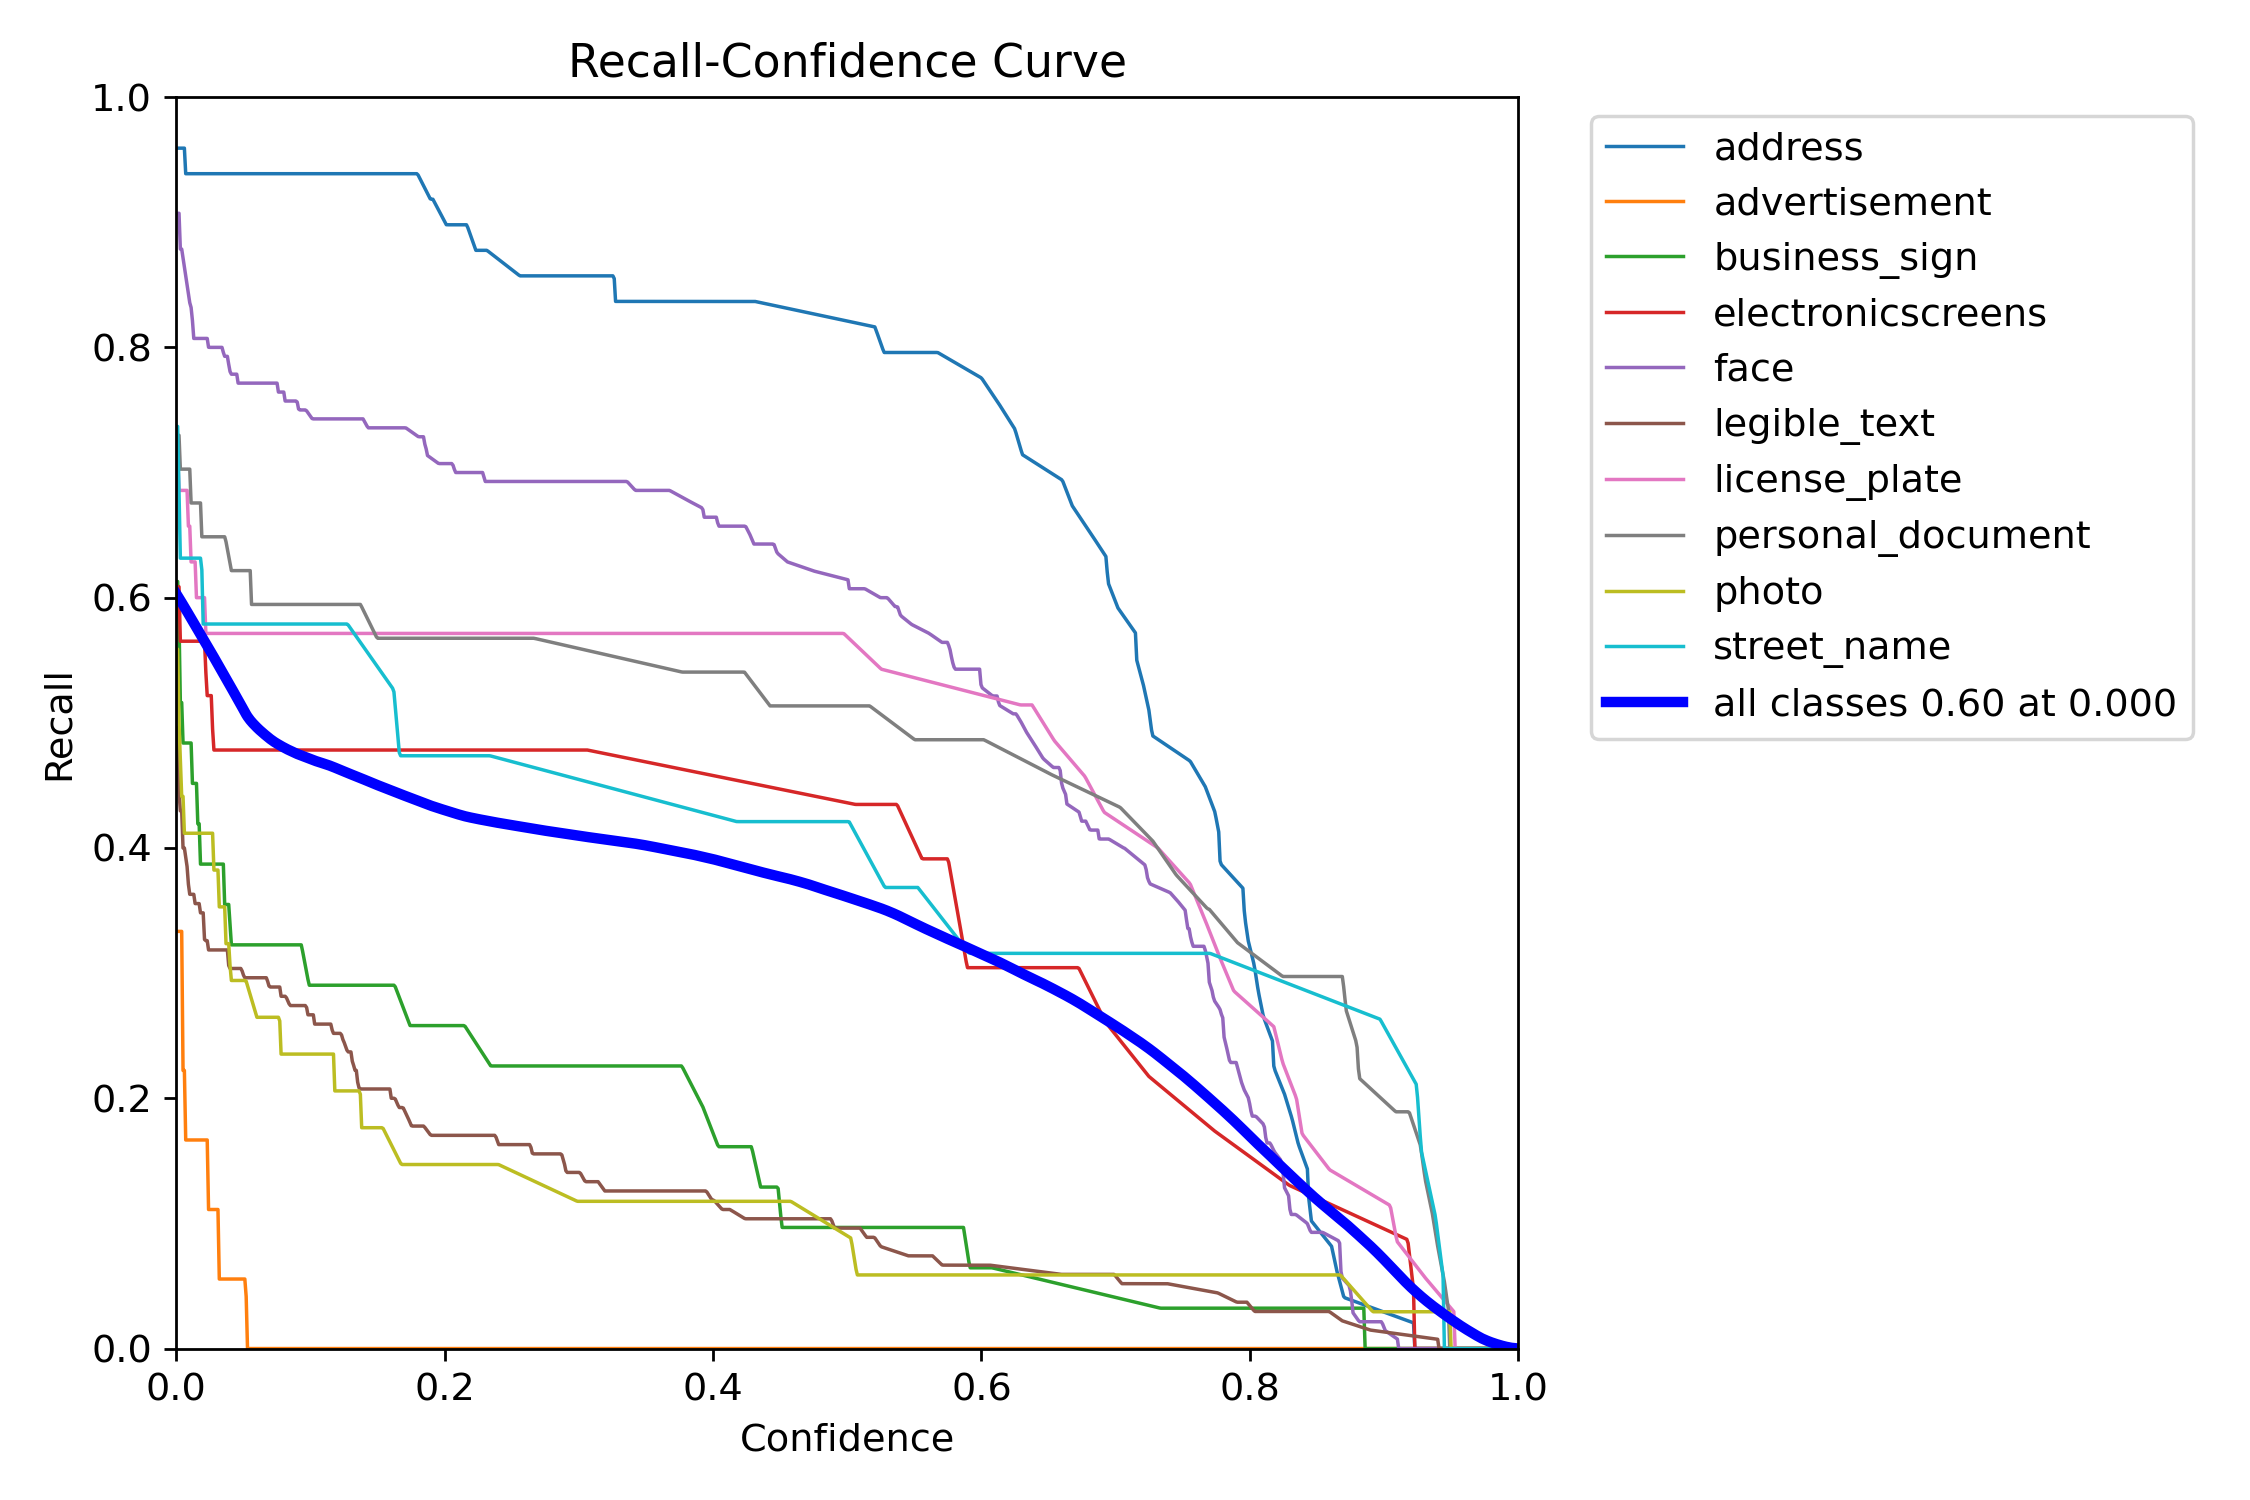 Recall-Confidence Curve
1.0
0.8
0.6
0.4
0.2
0.0
Recall
0.0 0.2 0.4 0.6 0.8 1.0
Confidence
address
advertisement
business_sign
electronicscreens
face
legible_text
license_plate
personal_document
photo
street_name
all classes 0.60 at 0.000